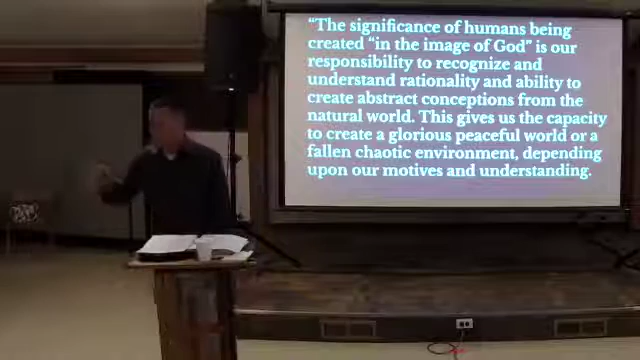 “The significance of humans being
created “in the image of God” is our
responsibility to recognize and
understand rationality and ability to
create abstract conceptions from the
natural world. This gives us the capacity
to create a glorious peaceful world or a
fallen chaotic environment, depending
upon our motives and understanding.